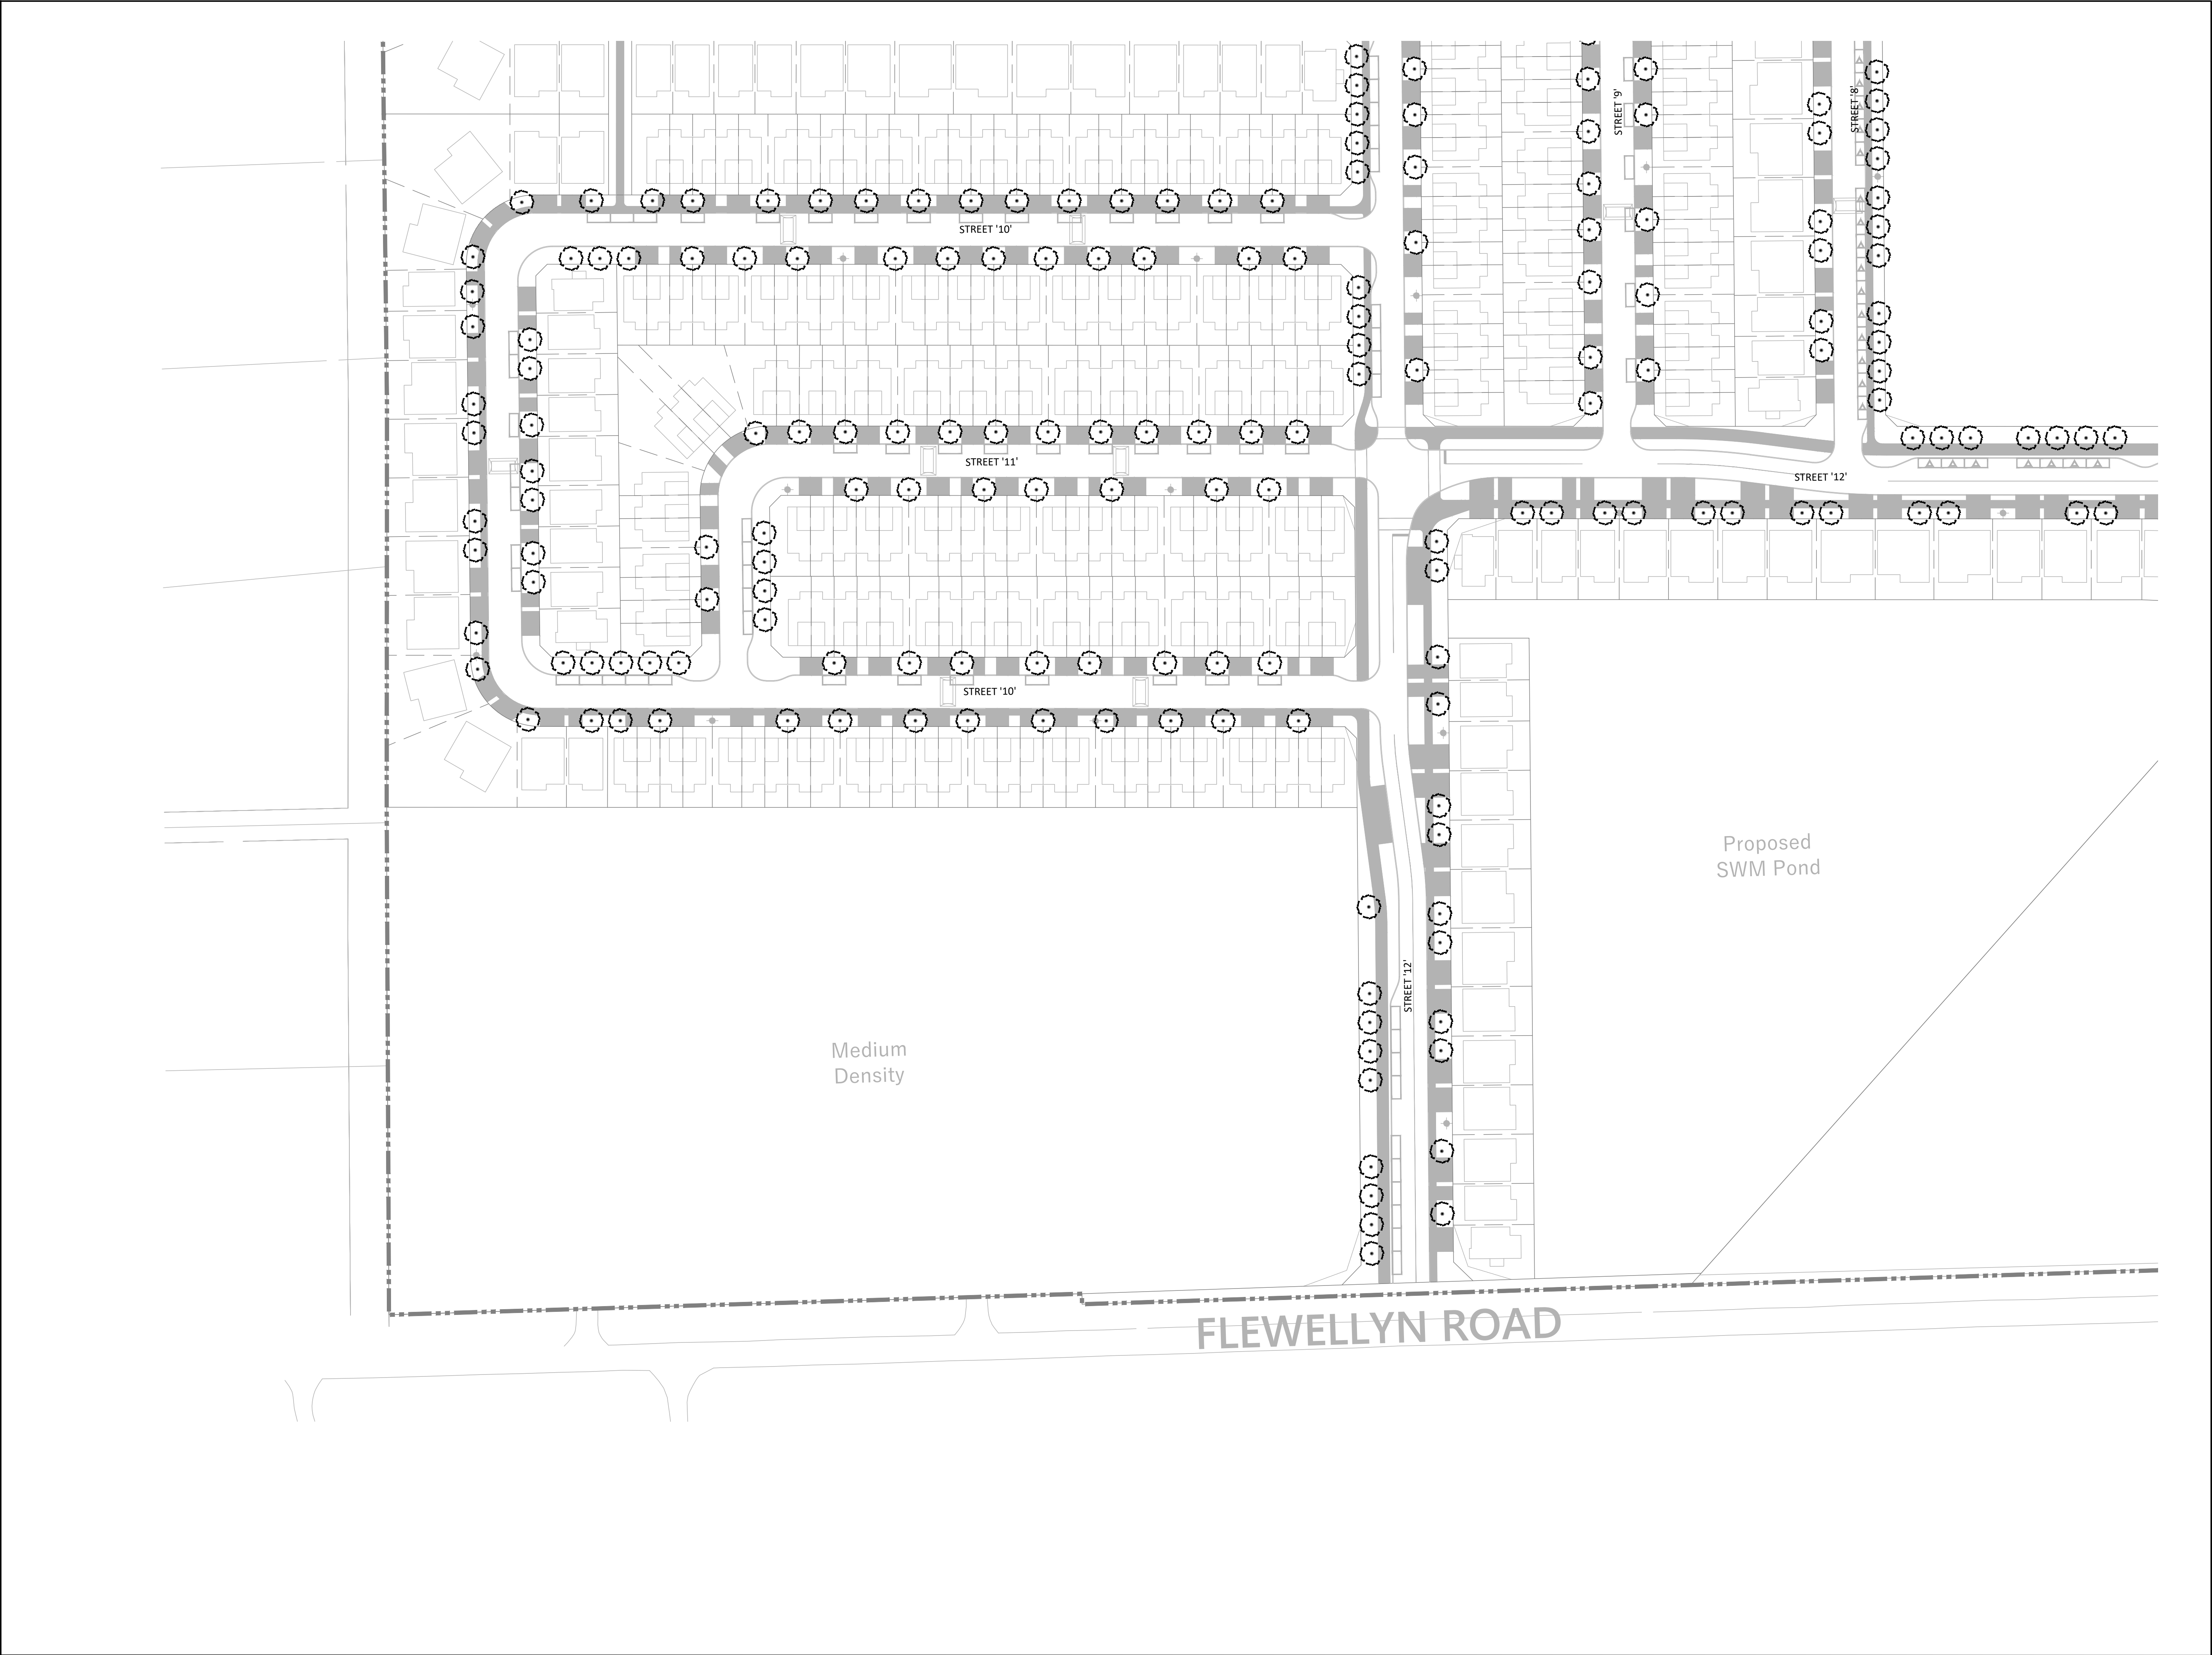 STREET '9'
STREET '8'
STREET '10'
STREET '11'
STREET '12'
STREET '10'
Proposed
SWM Pond
STREET '12'
Medium
Density
FLEWELLYN ROAD